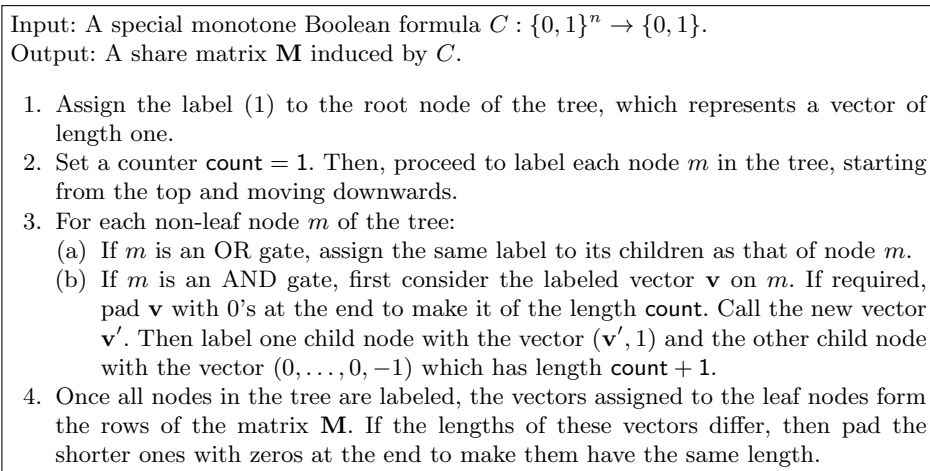 Input: A special monotone Boolean formula C : {0, 1}ⁿ → {0, 1}.
Output: A share matrix M induced by C.
1. Assign the label (1) to the root node of the tree, which represents a vector of
length one.
2. Set a counter count = 1. Then, proceed to label each node m in the tree, starting
from the top and moving downwards.
3. For each non-leaf node m of the tree:
(a) If m is an OR gate, assign the same label to its children as that of node m.
(b) If m is an AND gate, first consider the labeled vector v on m. If required,
pad v with 0's at the end to make it of the length count. Call the new vector
v′. Then label one child node with the vector (v′, 1) and the other child node
with the vector (0, . . . , 0, −1) which has length count + 1.
4. Once all nodes in the tree are labeled, the vectors assigned to the leaf nodes form
the rows of the matrix M. If the lengths of these vectors differ, then pad the
shorter ones with zeros at the end to make them have the same length.